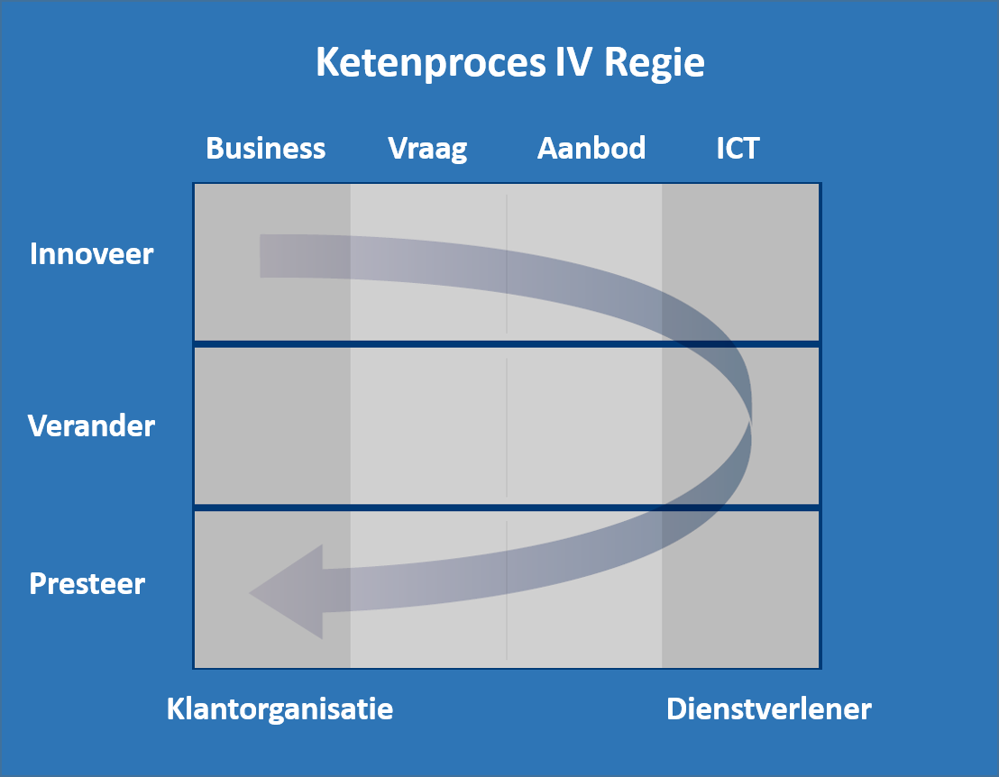 Ketenproces IV Regie
Business Vraag Aanbod ICT
Innoveer
Verander
Presteer
Klantorganisatie Dienstverlener